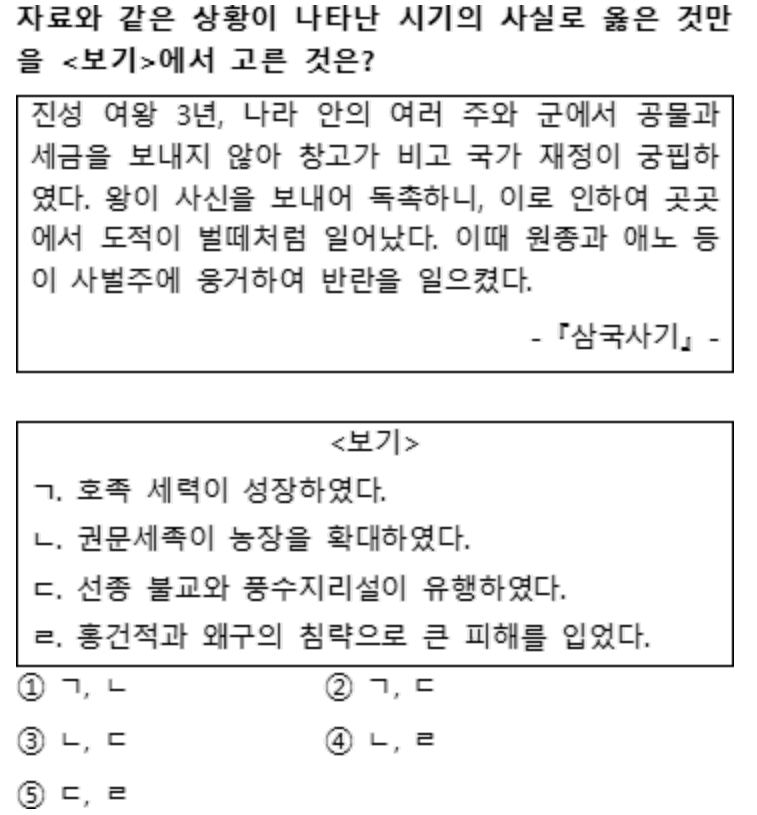 자료와 같은 상황이 나타난 시기의 사실로 옳은 것만
을 <보기>에서 고른 것은?
진성 여왕 3년, 나라 안의 여러 주와 군에서 공물과
세금을 보내지 않아 창고가 비고 국가 재정이 궁핍하
였다. 왕이 사신을 보내어 독촉하니, 이로 인하여 곳곳
에서 도적이 벌떼처럼 일어났다. 이때 원종과 애노 등
이 사벌주에 웅거하여 반란을 일으켰다.
-『삼국사기』-
<보기>
ㄱ. 호족 세력이 성장하였다.
ㄴ. 권문세족이 농장을 확대하였다.
ㄷ. 선종 불교와 풍수지리설이 유행하였다.
ㄹ. 홍건적과 왜구의 침략으로 큰 피해를 입었다.
① ㄱ, ㄴ ② ㄱ, ㄷ
③ ㄴ, ㄷ ④ ㄴ, ㄹ
⑤ ㄷ, ㄹ